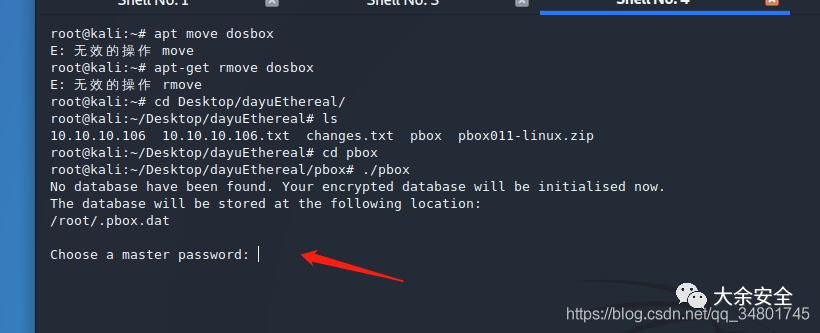 Shell No. 1 Shell No. 3 Shell No. 4
root@kali:~# apt move dosbox
E: 无效的操作 move
root@kali:~# apt-get rmove dosbox
E: 无效的操作 rmove
root@kali:~# cd Desktop/dayuEthereal/
root@kali:~/Desktop/dayuEthereal# ls
10.10.10.106  10.10.10.106.txt  changes.txt  pbox  pbox011-linux.zip
root@kali:~/Desktop/dayuEthereal# cd pbox
root@kali:~/Desktop/dayuEthereal/pbox# ./pbox
No database have been found. Your encrypted database will be initialised now.
The database will be stored at the following location:
/root/.pbox.dat
Choose a master password:
大余安全
https://blog.csdn.net/qq_34801745